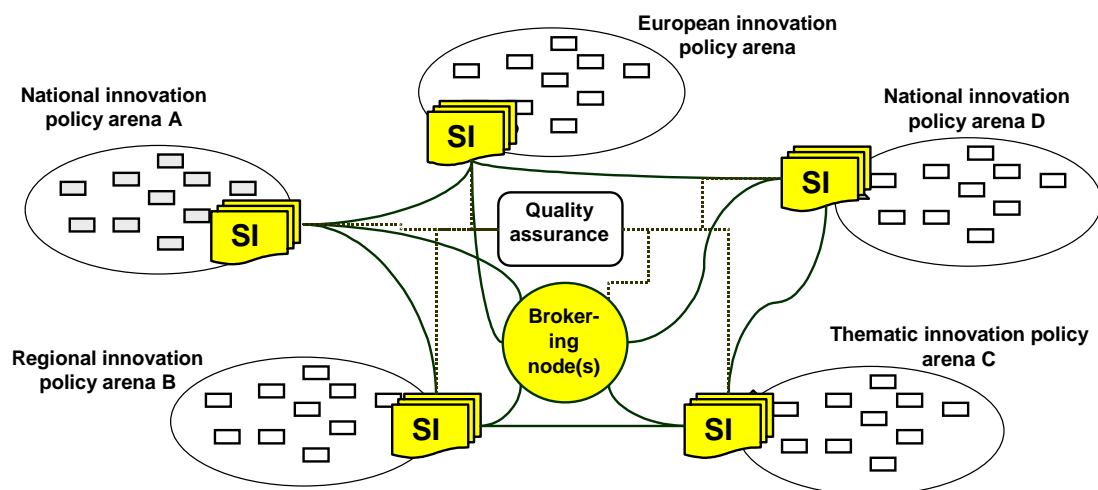 European innovation
policy arena
National innovation
policy arena A
National innovation
policy arena D
SI
SI
SI
Quality
assurance
Broker-
ing
node(s)
Regional innovation
policy arena B
Thematic innovation policy
arena C
SI
SI